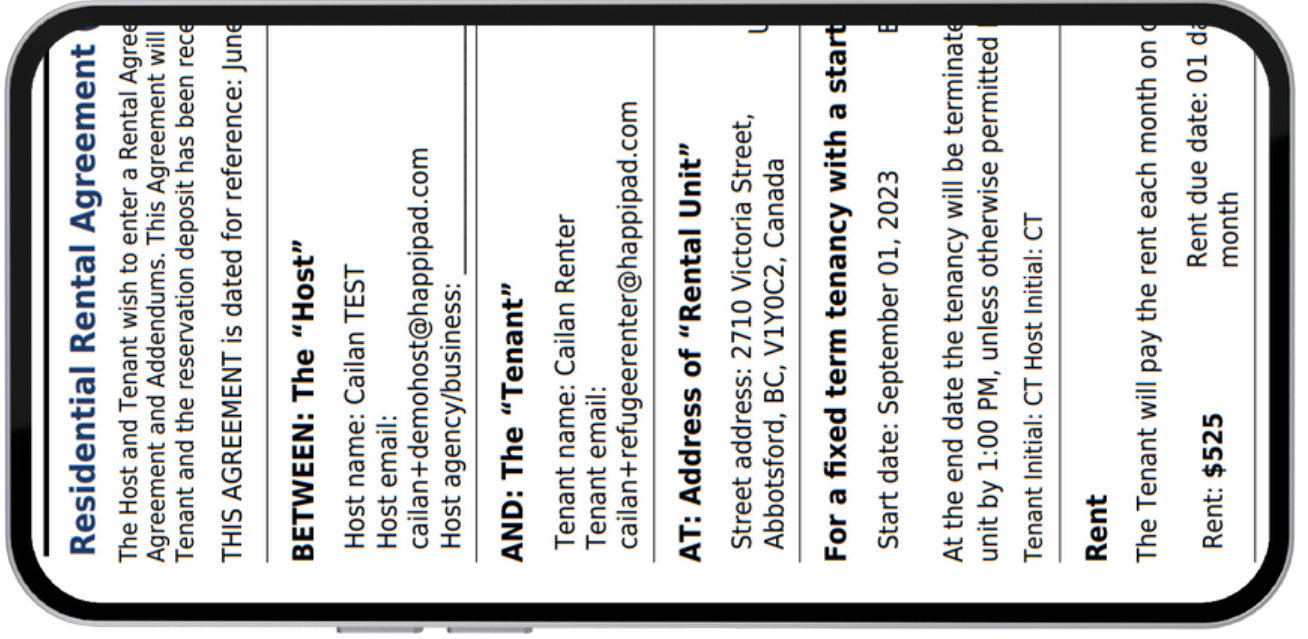 Residential Rental Agreement
The Host and Tenant wish to enter a Rental Agree
Agreement and Addendums. This Agreement will
Tenant and the reservation deposit has been rece
THIS AGREEMENT is dated for reference: June
BETWEEN: The “Host”
Host name: Cailan TEST
Host email:
cailan+demohost@happipad.com
Host agency/business:
AND: The “Tenant”
Tenant name: Cailan Renter
Tenant email:
cailan+refugeerenter@happipad.com
AT: Address of “Rental Unit”
Street address: 2710 Victoria Street,
Abbotsford, BC, V1Y0C2, Canada
U
For a fixed term tenancy with a start
Start date: September 01, 2023
E
At the end date the tenancy will be terminate
unit by 1:00 PM, unless otherwise permitted
Tenant Initial: CT Host Initial: CT
Rent
The Tenant will pay the rent each month on
Rent: $525
Rent due date: 01 da
month